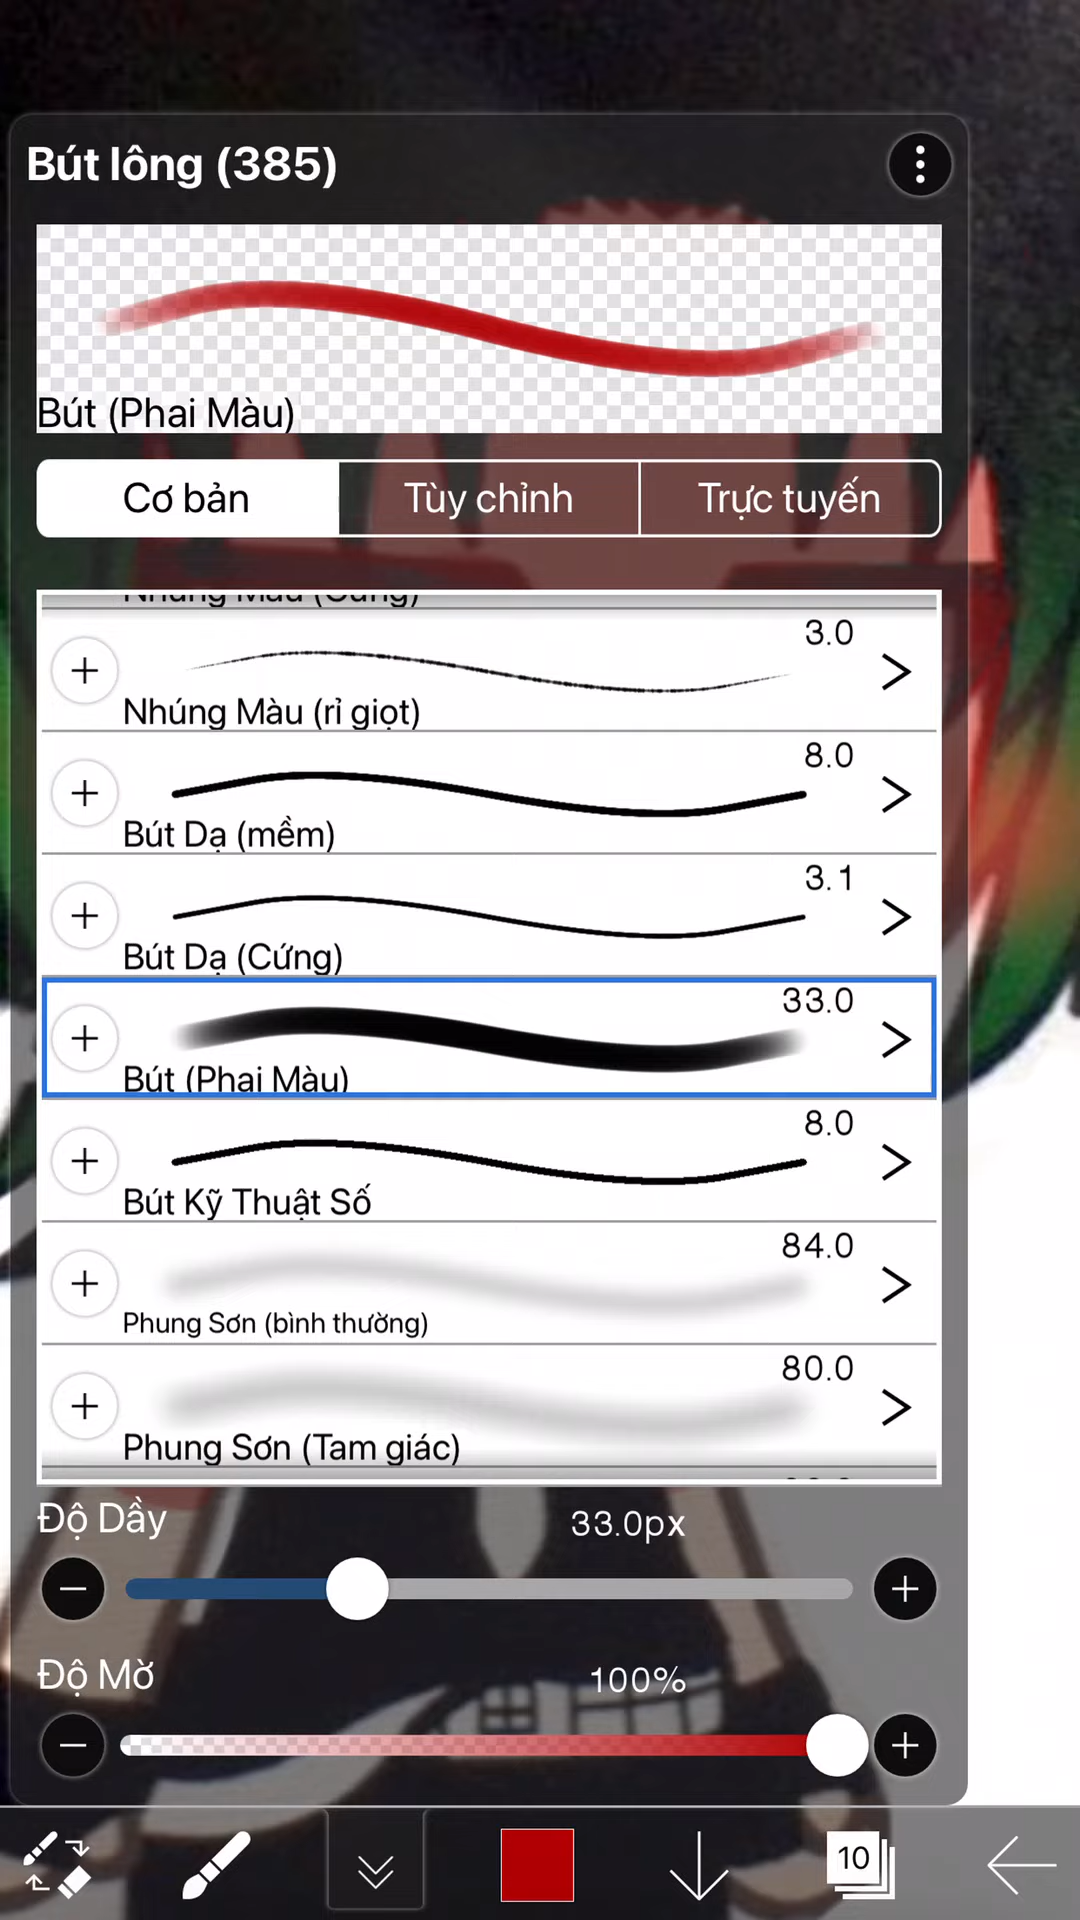 Bút lông (385)
Bút (Phai Màu)
Cơ bản
Tùy chỉnh
Trực tuyến
Nhúng Màu (Cứng)
3.0
Nhúng Màu (rỉ giọt)
8.0
Bút Dạ (mềm)
3.1
Bút Dạ (Cứng)
33.0
Bút (Phai Màu)
8.0
Bút Kỹ Thuật Số
84.0
Phung Sơn (bình thường)
80.0
Phung Sơn (Tam giác)
Độ Dầy
33.0px
Độ Mờ
100%
10